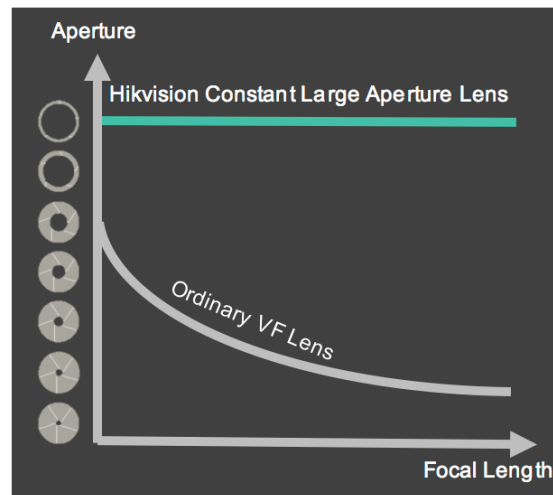 Aperture
Hikvision Constant Large Aperture Lens
Ordinary VF Lens
Focal Length